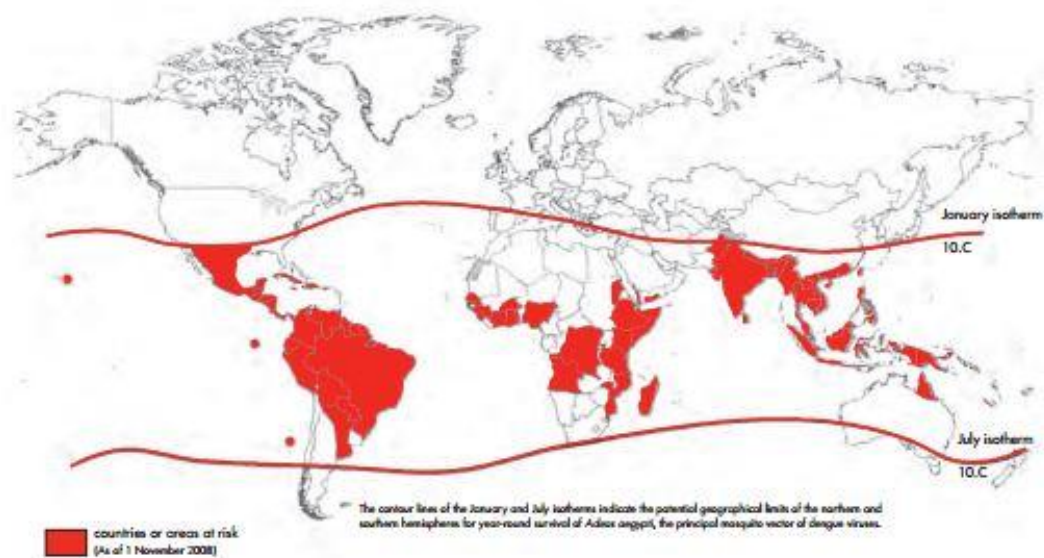 January isotherm
10.C
July isotherm
10.C
The contour lines of the January and July isotherms indicate the potential geographical limits of the northern and
southern hemispheres for year-round survival of Adeas aegypti, the principal mosquito vector of dengue viruses.
countries or areas at risk
(As of 1 November 2008)